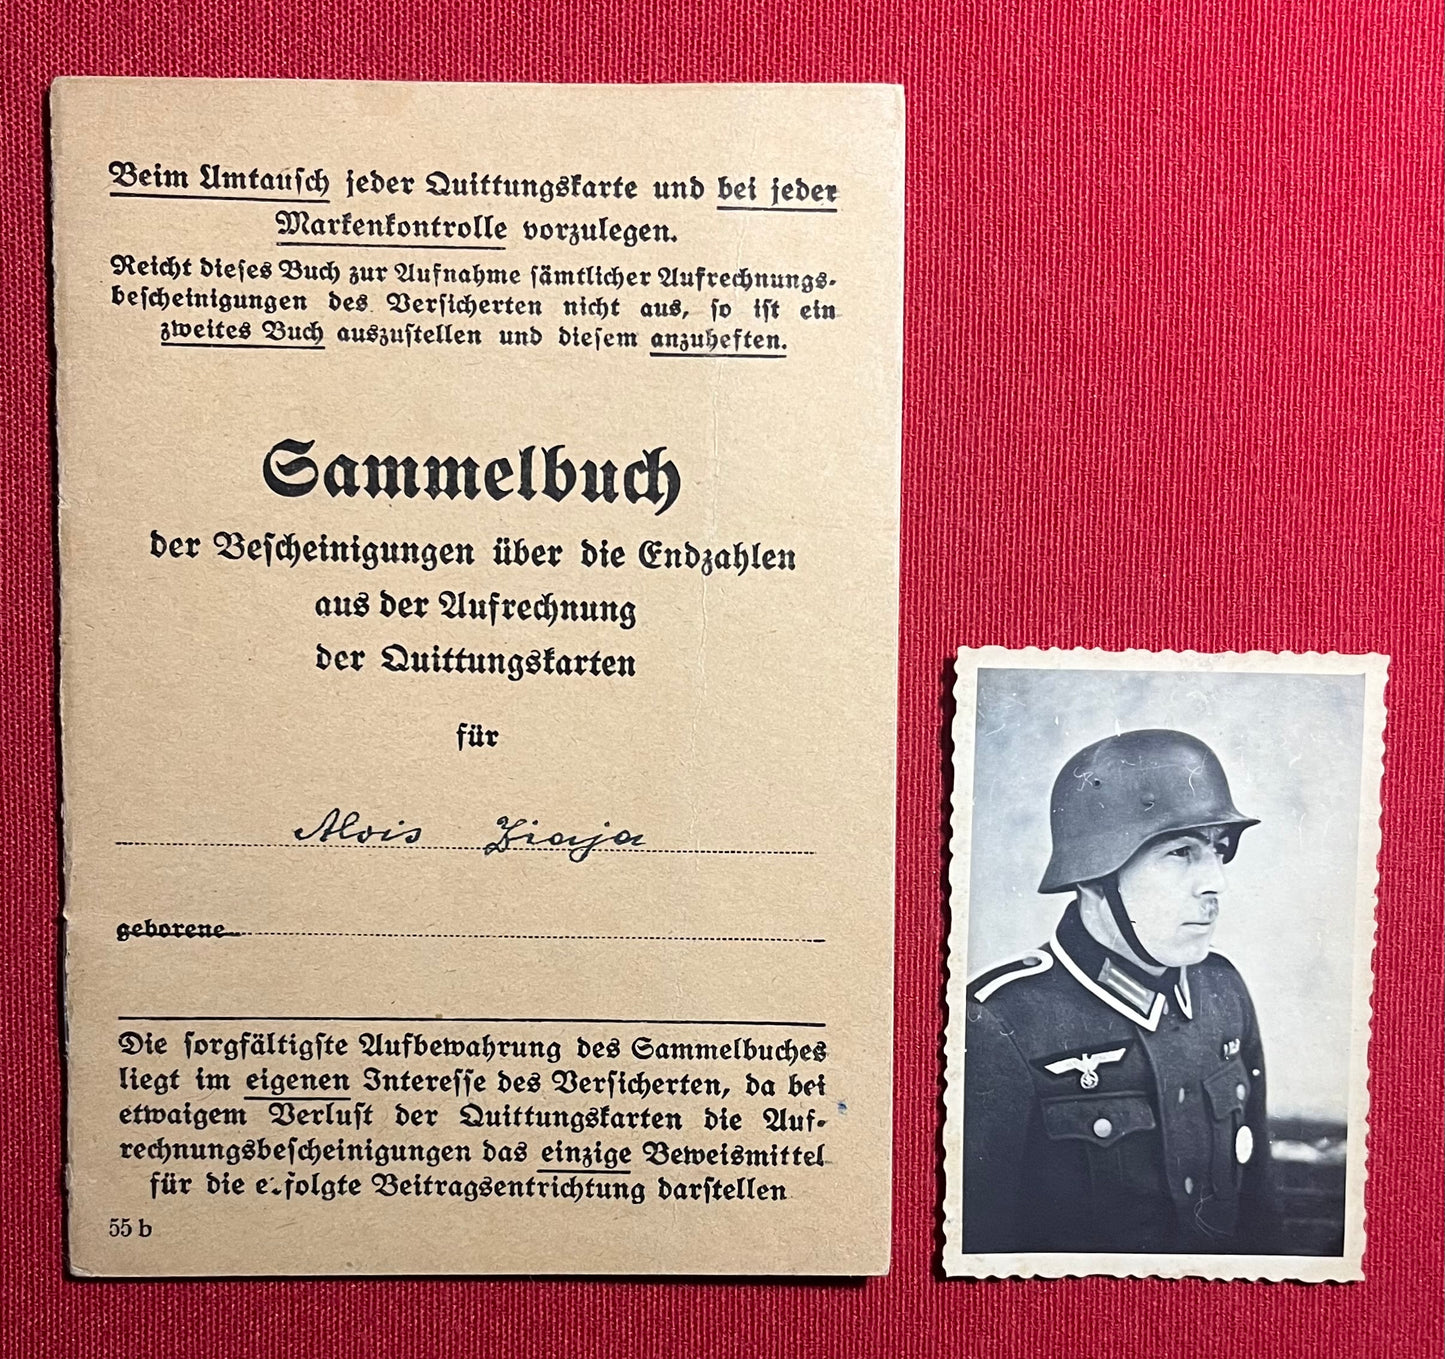 Beim Umtausch jeder Quittungskarte und bei jeder
Markenkontrolle vorzulegen.
Reicht dieses Buch zur Aufnahme sämtlicher Aufrechnungs-
bescheinigungen des Versicherten nicht aus, so ist ein
zweites Buch auszustellen und diesem anzuheften.
Sammelbuch
der Bescheinigungen über die Endzahlen
aus der Aufrechnung
der Quittungskarten
für
Alois Ziaja
geborene
Die sorgfältigste Aufbewahrung des Sammelbuches
liegt im eigenen Interesse des Versicherten, da bei
etwaigem Verlust der Quittungskarten die Auf-
rechnungsbescheinigungen das einzige Beweismittel
für die erfolgte Beitragsentrichtung darstellen
55 b